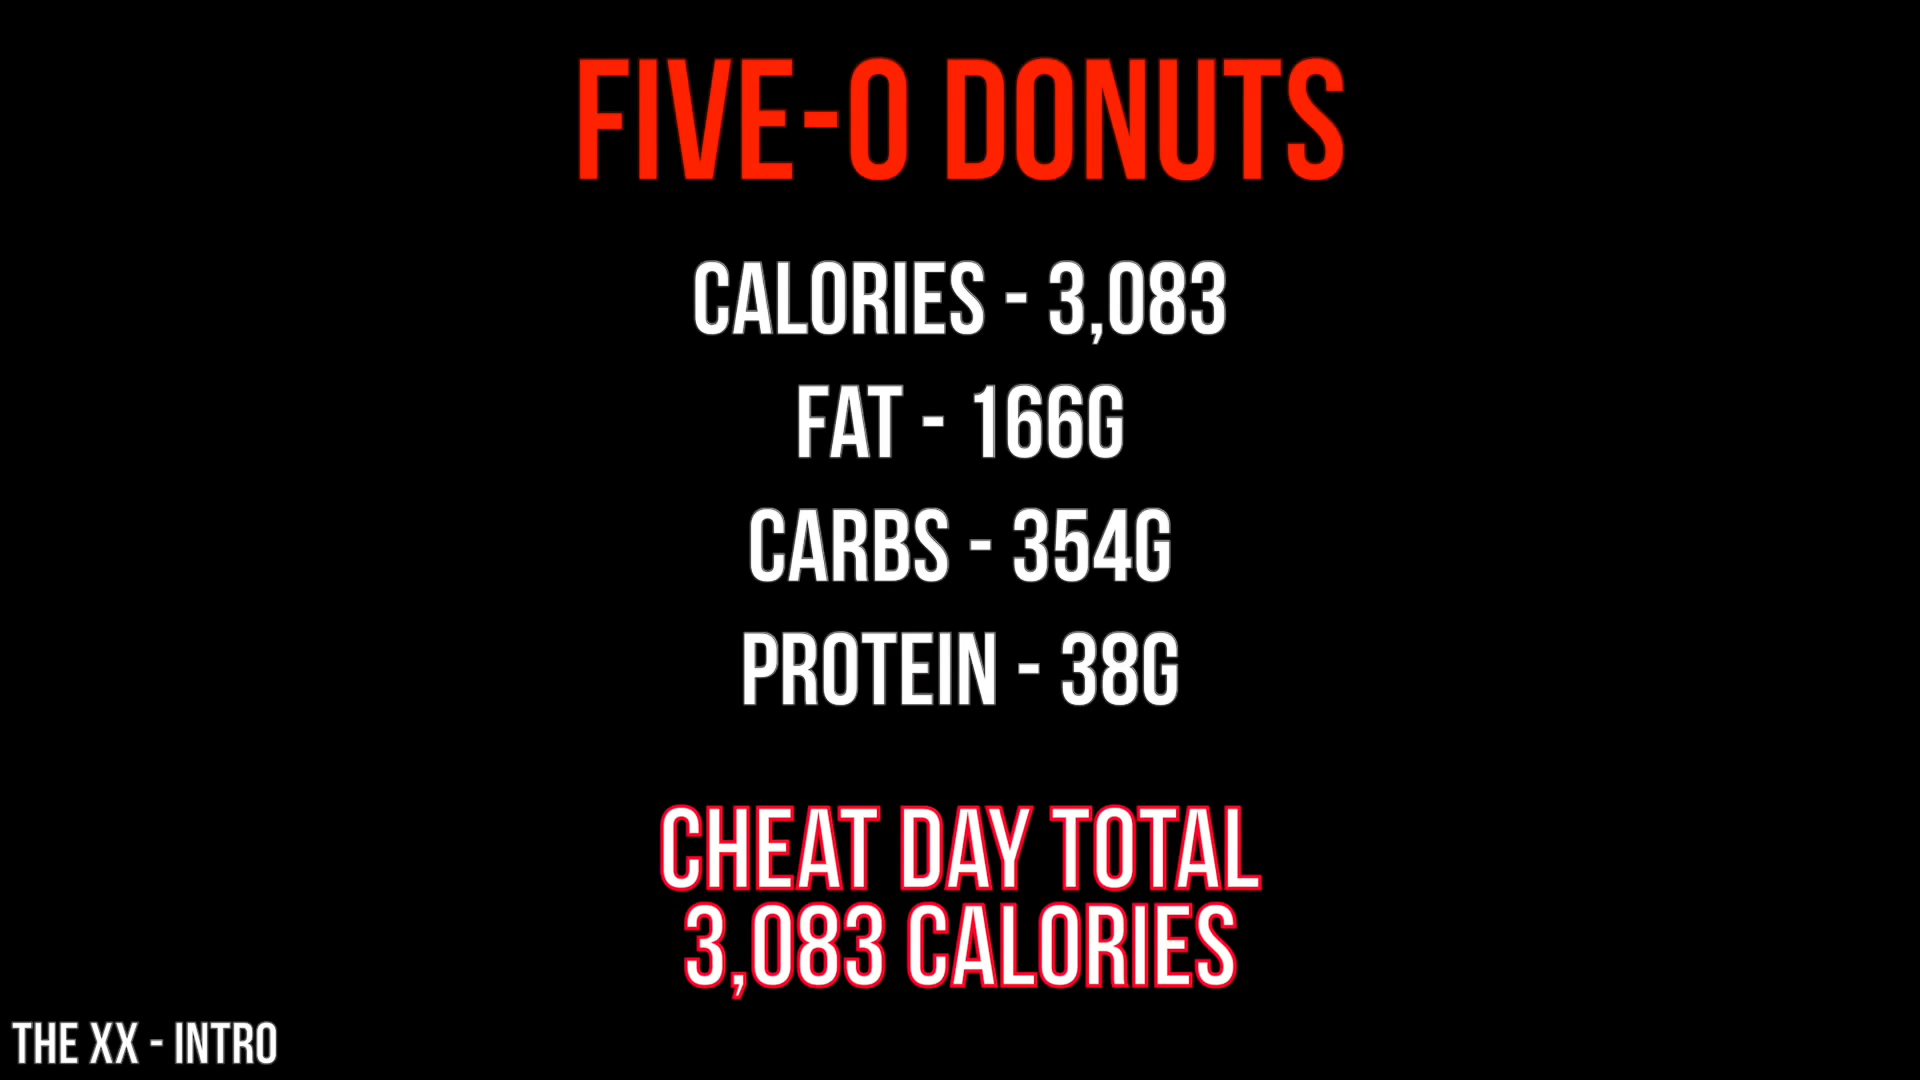 FIVE-O DONUTS
CALORIES - 3,083
FAT - 166G
CARBS - 354G
PROTEIN - 38G
CHEAT DAY TOTAL
3,083 CALORIES
THE XX - INTRO